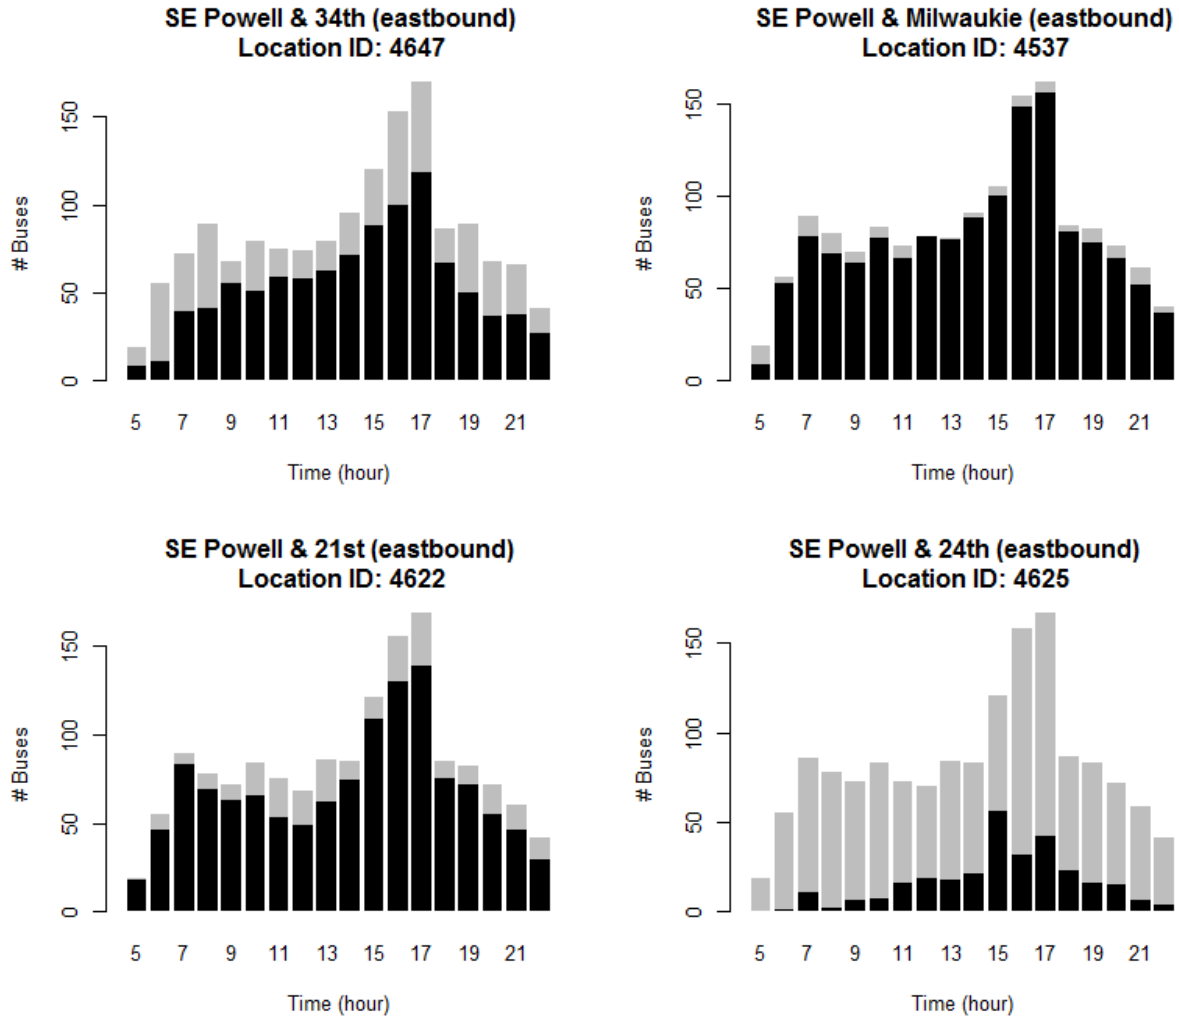 SE Powell & 34th (eastbound)
Location ID: 4647
# Buses
150
100
50
0
5 7 9 11 13 15 17 19 21
Time (hour)
SE Powell & Milwaukie (eastbound)
Location ID: 4537
# Buses
150
100
50
0
5 7 9 11 13 15 17 19 21
Time (hour)
SE Powell & 21st (eastbound)
Location ID: 4622
# Buses
150
100
50
0
5 7 9 11 13 15 17 19 21
Time (hour)
SE Powell & 24th (eastbound)
Location ID: 4625
# Buses
150
100
50
0
5 7 9 11 13 15 17 19 21
Time (hour)